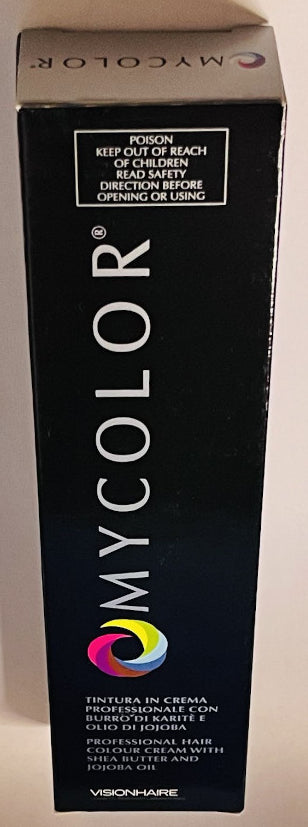 MYCOLOR®
POISON
KEEP OUT OF REACH
OF CHILDREN
READ SAFETY
DIRECTION BEFORE
OPENING OR USING
MYCOLOR®
TINTURA IN CREMA
PROFESSIONALE CON
BURRO DI KARITÈ E
OLIO DI JOJOBA
PROFESSIONAL HAIR
COLOUR CREAM WITH
SHEA BUTTER AND
JOJOBA OIL
VISIONHAIRE